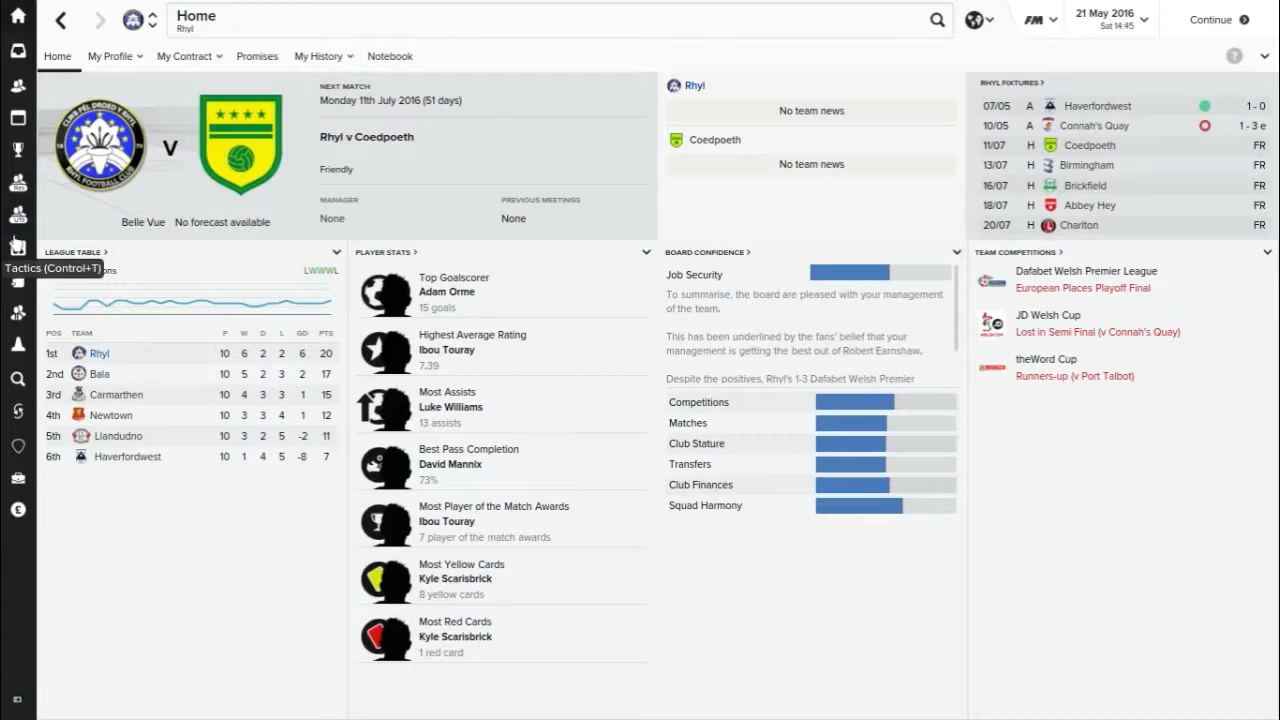 Home
Rhyl
FM
21 May 2016
Sat 14:45
Continue
Home
My Profile
My Contract
Promises
My History
Notebook
?
V
Belle Vue No forecast available
NEXT MATCH
Monday 11th July 2016 (51 days)
Rhyl v Coedpoeth
Friendly
MANAGER PREVIOUS MEETINGS
None None
Rhyl
No team news
Coedpoeth
No team news
RHYL FIXTURES >
07/05 A Haverfordwest 1 - 0
10/05 A Connah's Quay 1 - 3 e
11/07 H Coedpoeth FR
13/07 H Birmingham FR
16/07 H Brickfield FR
18/07 H Abbey Hey FR
20/07 H Charlton FR
Tactics (Control+T)
LEAGUE TABLE >
ons LWWWL
POS TEAM P W D L GD PTS
1st Rhyl 10 6 2 2 6 20
2nd Bala 10 5 2 3 2 17
3rd Carmarthen 10 4 3 3 1 15
4th Newtown 10 3 3 4 1 12
5th Llandudno 10 3 2 5 -2 11
6th Haverfordwest 10 1 4 5 -8 7
PLAYER STATS >
Top Goalscorer
Adam Orme
15 goals
Highest Average Rating
Ibou Touray
7.39
Most Assists
Luke Williams
13 assists
Best Pass Completion
David Mannix
73%
Most Player of the Match Awards
Ibou Touray
7 player of the match awards
Most Yellow Cards
Kyle Scarisbrick
8 yellow cards
Most Red Cards
Kyle Scarisbrick
1 red card
BOARD CONFIDENCE >
Job Security
To summarise, the board are pleased with your management
of the team.
This has been underlined by the fans' belief that your
management is getting the best out of Robert Earnshaw.
Despite the positives, Rhyl's 1-3 Dafabet Welsh Premier
Competitions
Matches
Club Stature
Transfers
Club Finances
Squad Harmony
TEAM COMPETITIONS >
Dafabet Welsh Premier League
European Places Playoff Final
JD Welsh Cup
Lost in Semi Final (v Connah's Quay)
theWord Cup
Runners-up (v Port Talbot)